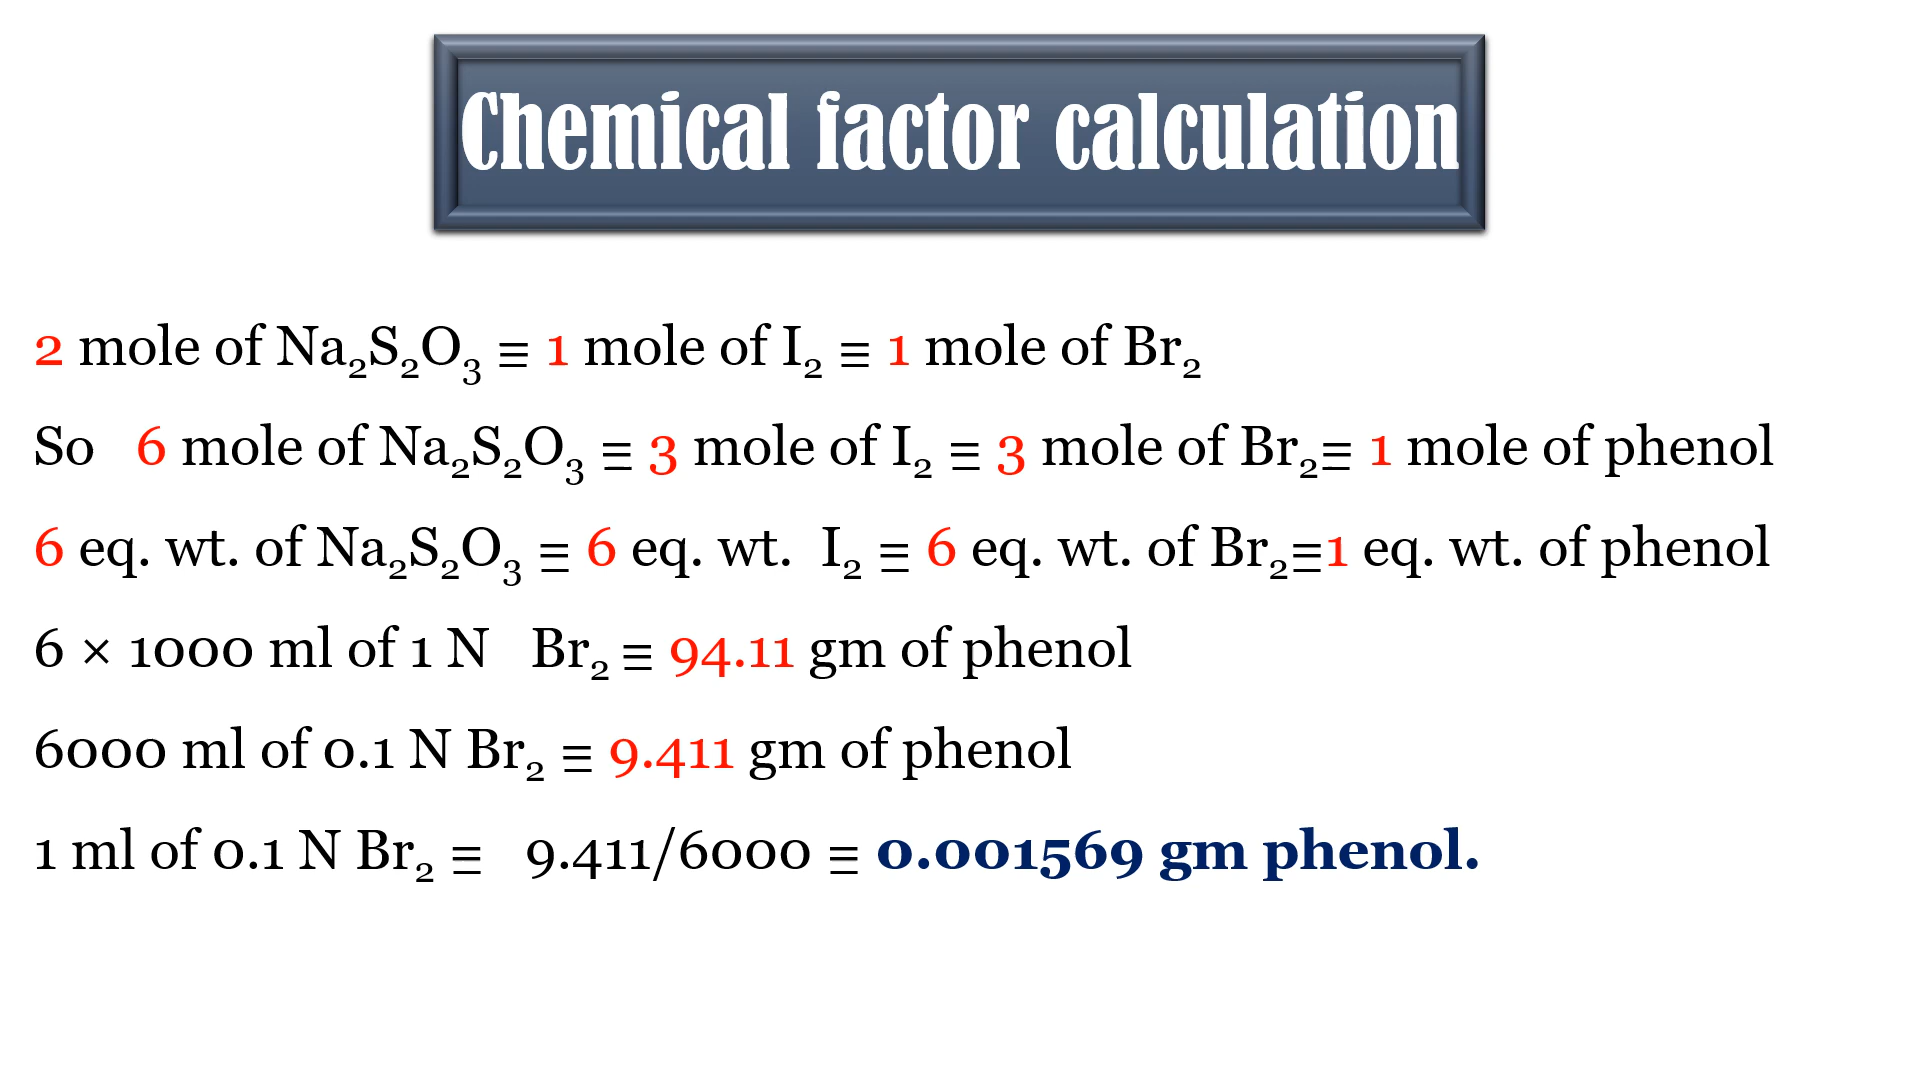 Chemical factor calculation
2 mole of Na₂S₂O₃ ≡ 1 mole of I₂ ≡ 1 mole of Br₂
So 6 mole of Na₂S₂O₃ ≡ 3 mole of I₂ ≡ 3 mole of Br₂≡ 1 mole of phenol
6 eq. wt. of Na₂S₂O₃ ≡ 6 eq. wt. I₂ ≡ 6 eq. wt. of Br₂≡1 eq. wt. of phenol
6 × 1000 ml of 1 N Br₂ ≡ 94.11 gm of phenol
6000 ml of 0.1 N Br₂ ≡ 9.411 gm of phenol
1 ml of 0.1 N Br₂ ≡ 9.411/6000 ≡ 0.001569 gm phenol.